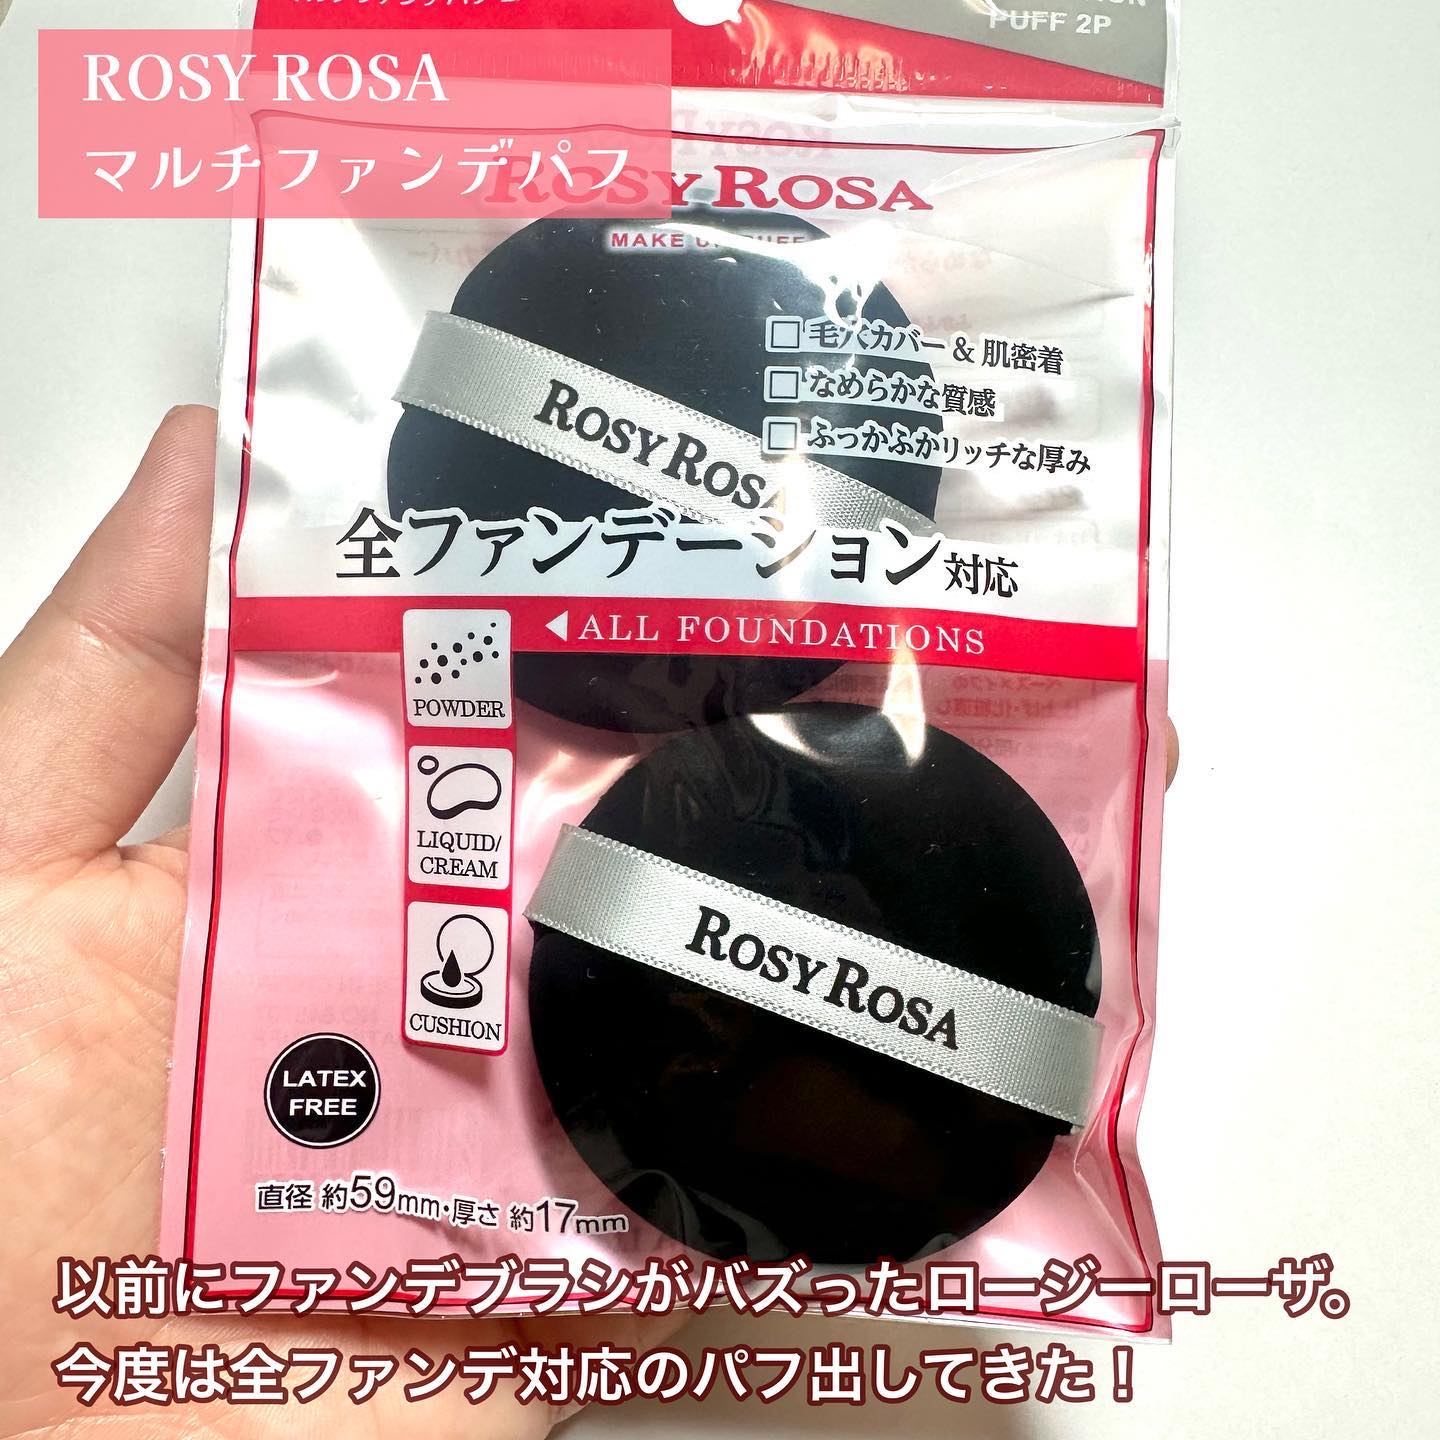 PUFF 2P
ROSY ROSA
マルチファンデパフ
ROSY ROSA
□ 毛穴カバー & 肌密着
□ なめらかな質感
□ ふっかふかリッチな厚み
ROSY ROSA
全ファンデーション対応
◀ALL FOUNDATIONS
POWDER
LIQUID/
CREAM
CUSHION
ROSY ROSA
LATEX
FREE
直径 約59mm・厚さ 約17mm
以前にファンデブラシがバズったロージーローザ。
今度は全ファンデ対応のパフ出してきた！